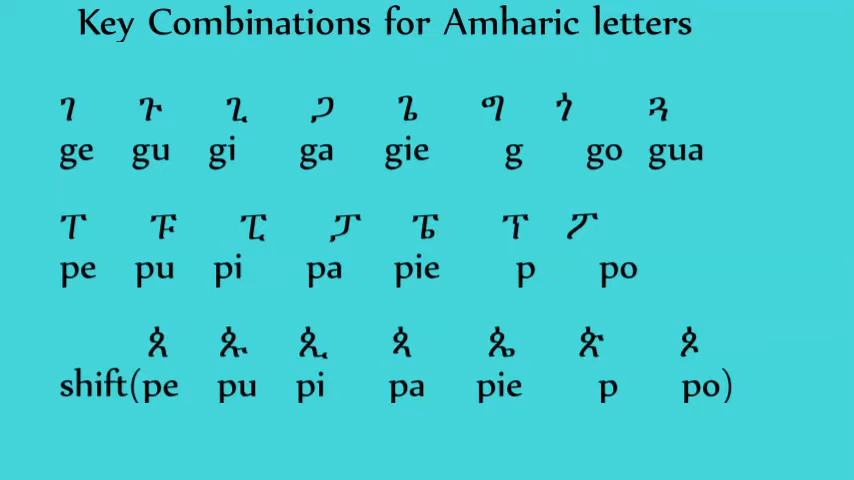 Key Combinations for Amharic letters
ገ ጉ ጊ ጋ ጌ ግ ጎ ጓ
ge gu gi ga gie g go gua
ፐ ፑ ፒ ፓ ፔ ፕ ፖ
pe pu pi pa pie p po
ጰ ጱ ጲ ጳ ጴ ጵ ጶ
shift(pe pu pi pa pie p po)